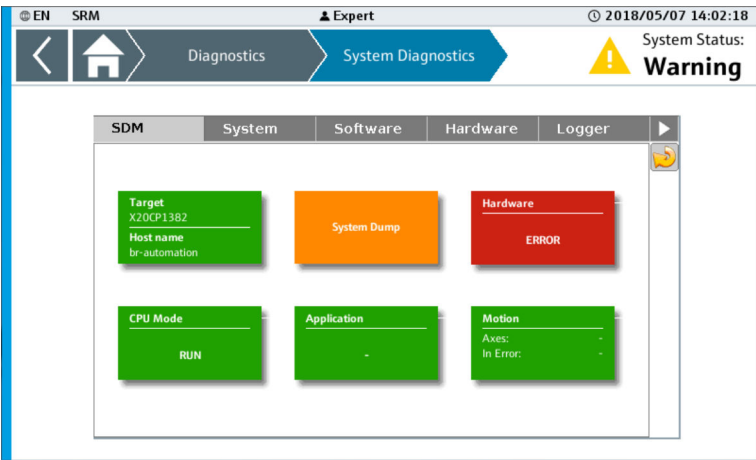 EN SRM Expert 2018/05/07 14:02:18
Diagnostics System Diagnostics
System Status:
Warning
SDM System Software Hardware Logger
Target
X20CP1382
Host name
br-automation
System Dump
Hardware
ERROR
CPU Mode
RUN
Application
-
Motion
Axes: -
In Error: -